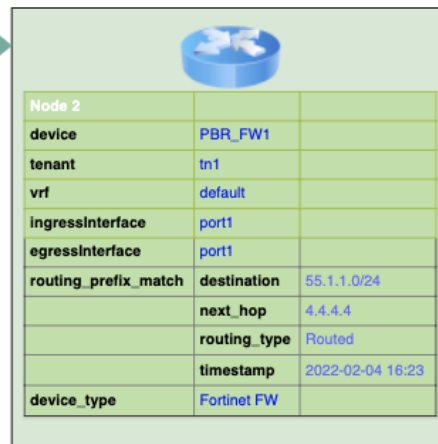 Node 2
device PBR_FW1
tenant tn1
vrf default
ingressInterface port1
egressInterface port1
routing_prefix_match destination 55.1.1.0/24
next_hop 4.4.4.4
routing_type Routed
timestamp 2022-02-04 16:23
device_type Fortinet FW